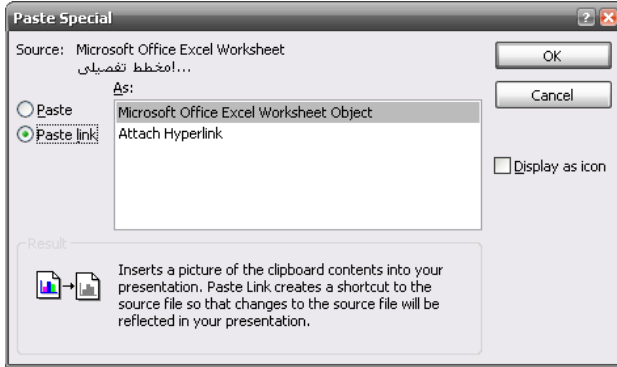 Paste Special
Source: Microsoft Office Excel Worksheet
مخطط تفصيلي!...
As:
Paste
Paste link
Microsoft Office Excel Worksheet Object
Attach Hyperlink
OK
Cancel
Display as icon
Result
Inserts a picture of the clipboard contents into your
presentation. Paste Link creates a shortcut to the
source file so that changes to the source file will be
reflected in your presentation.